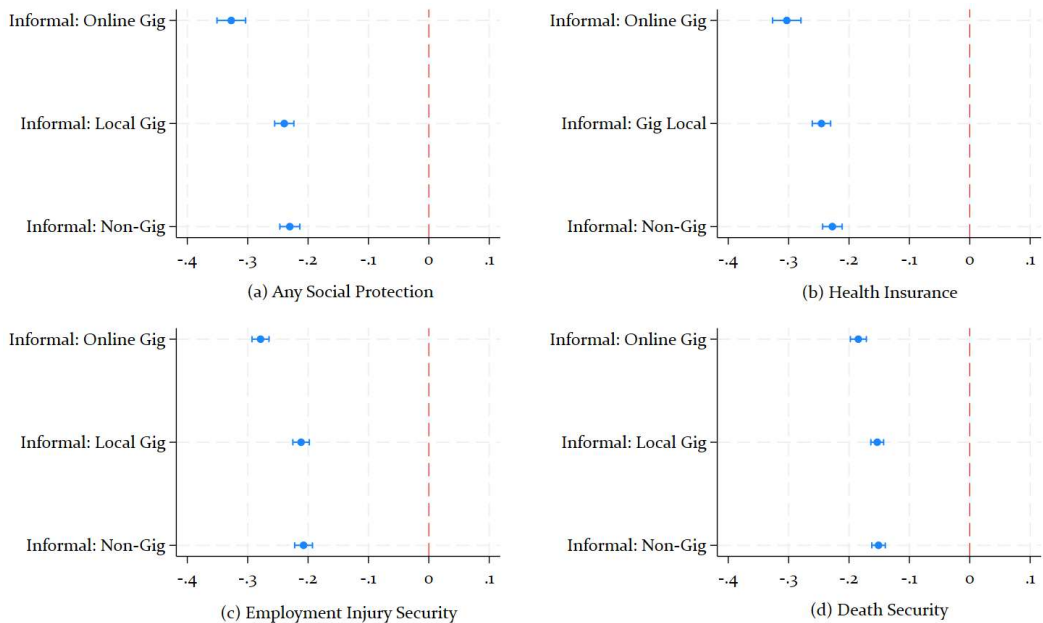 Informal: Online Gig
Informal: Local Gig
Informal: Non-Gig
-.4 -.3 -.2 -.1 0 .1
(a) Any Social Protection
Informal: Online Gig
Informal: Gig Local
Informal: Non-Gig
-.4 -.3 -.2 -.1 0 .1
(b) Health Insurance
Informal: Online Gig
Informal: Local Gig
Informal: Non-Gig
-.4 -.3 -.2 -.1 0 .1
(c) Employment Injury Security
Informal: Online Gig
Informal: Local Gig
Informal: Non-Gig
-.4 -.3 -.2 -.1 0 .1
(d) Death Security